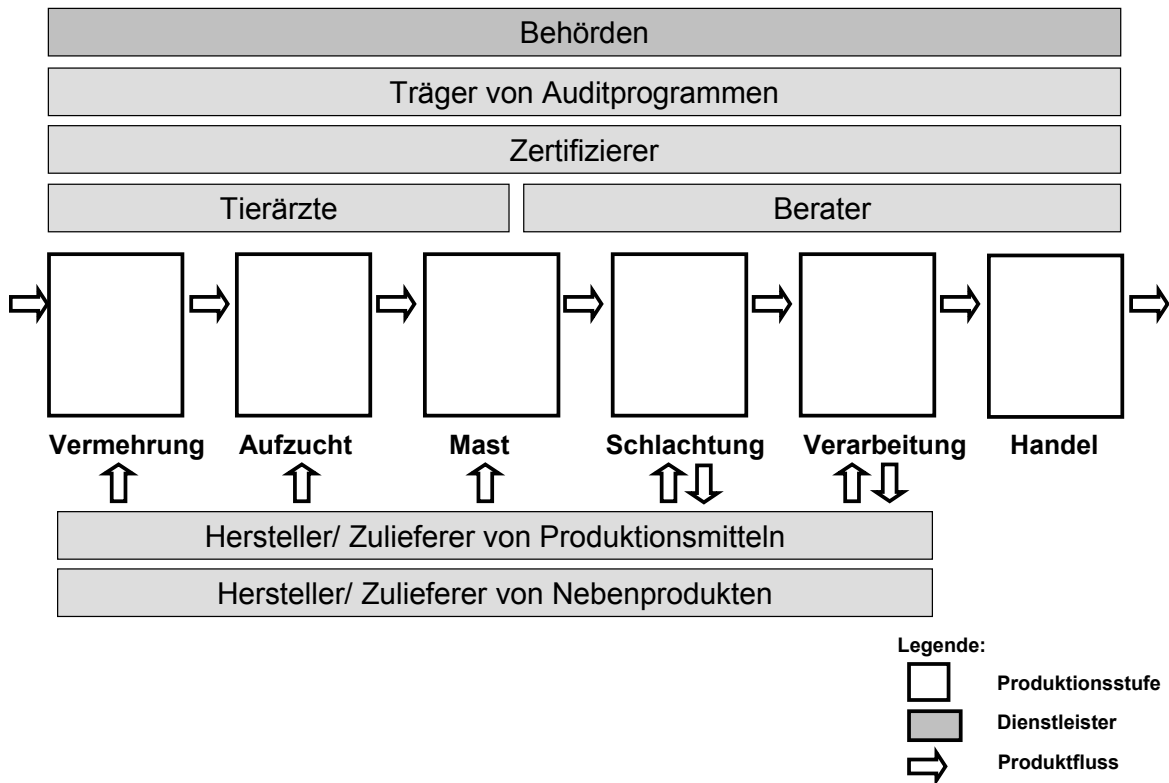 Behörden
Träger von Auditprogrammen
Zertifizierer
Tierärzte
Berater
Vermehrung
Aufzucht
Mast
Schlachtung
Verarbeitung
Handel
Hersteller/ Zulieferer von Produktionsmitteln
Hersteller/ Zulieferer von Nebenprodukten
Legende:
Produktionsstufe
Dienstleister
Produktfluss